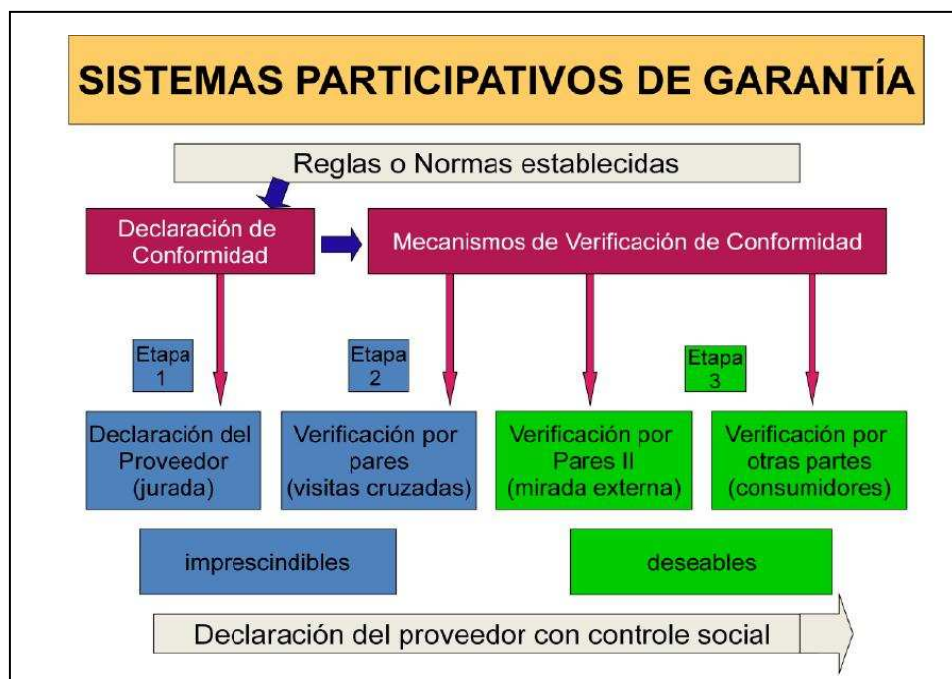 SISTEMAS PARTICIPATIVOS DE GARANTÍA
Reglas o Normas establecidas
Declaración de
Conformidad
Mecanismos de Verificación de Conformidad
Etapa
1
Etapa
2
Etapa
3
Declaración del
Proveedor
(jurada)
Verificación por
pares
(visitas cruzadas)
Verificación por
Pares II
(mirada externa)
Verificación por
otras partes
(consumidores)
imprescindibles
deseables
Declaración del proveedor con controle social